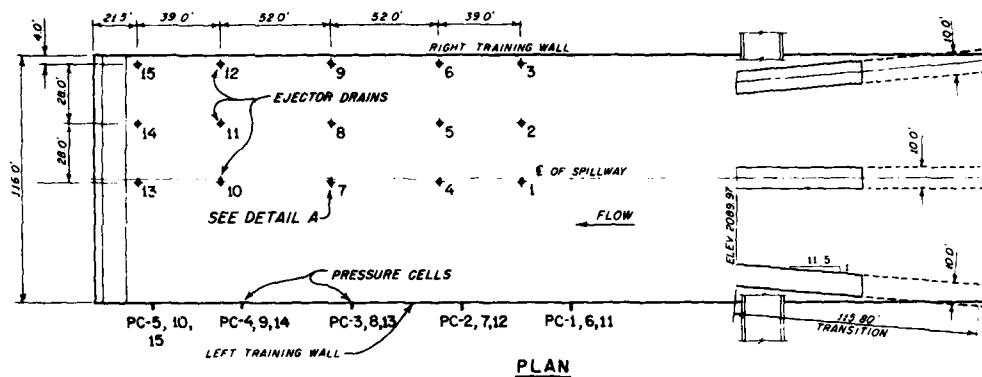 21.5' 39.0' 52.0' 52.0' 39.0'
4.0'
RIGHT TRAINING WALL
10.0'
15 12 9 6 3
28.0'
EJECTOR DRAINS
14 11 8 5 2
28.0'
116.0'
10.0'
℄ OF SPILLWAY
13 10 7 4 1
SEE DETAIL A
FLOW
ELEV 2089.97
11.5
1
10.0'
PRESSURE CELLS
PC-5, 10,
15
PC-4, 9, 14
PC-3, 8, 13
PC-2, 7, 12
PC-1, 6, 11
LEFT TRAINING WALL
115.80'
TRANSITION
PLAN